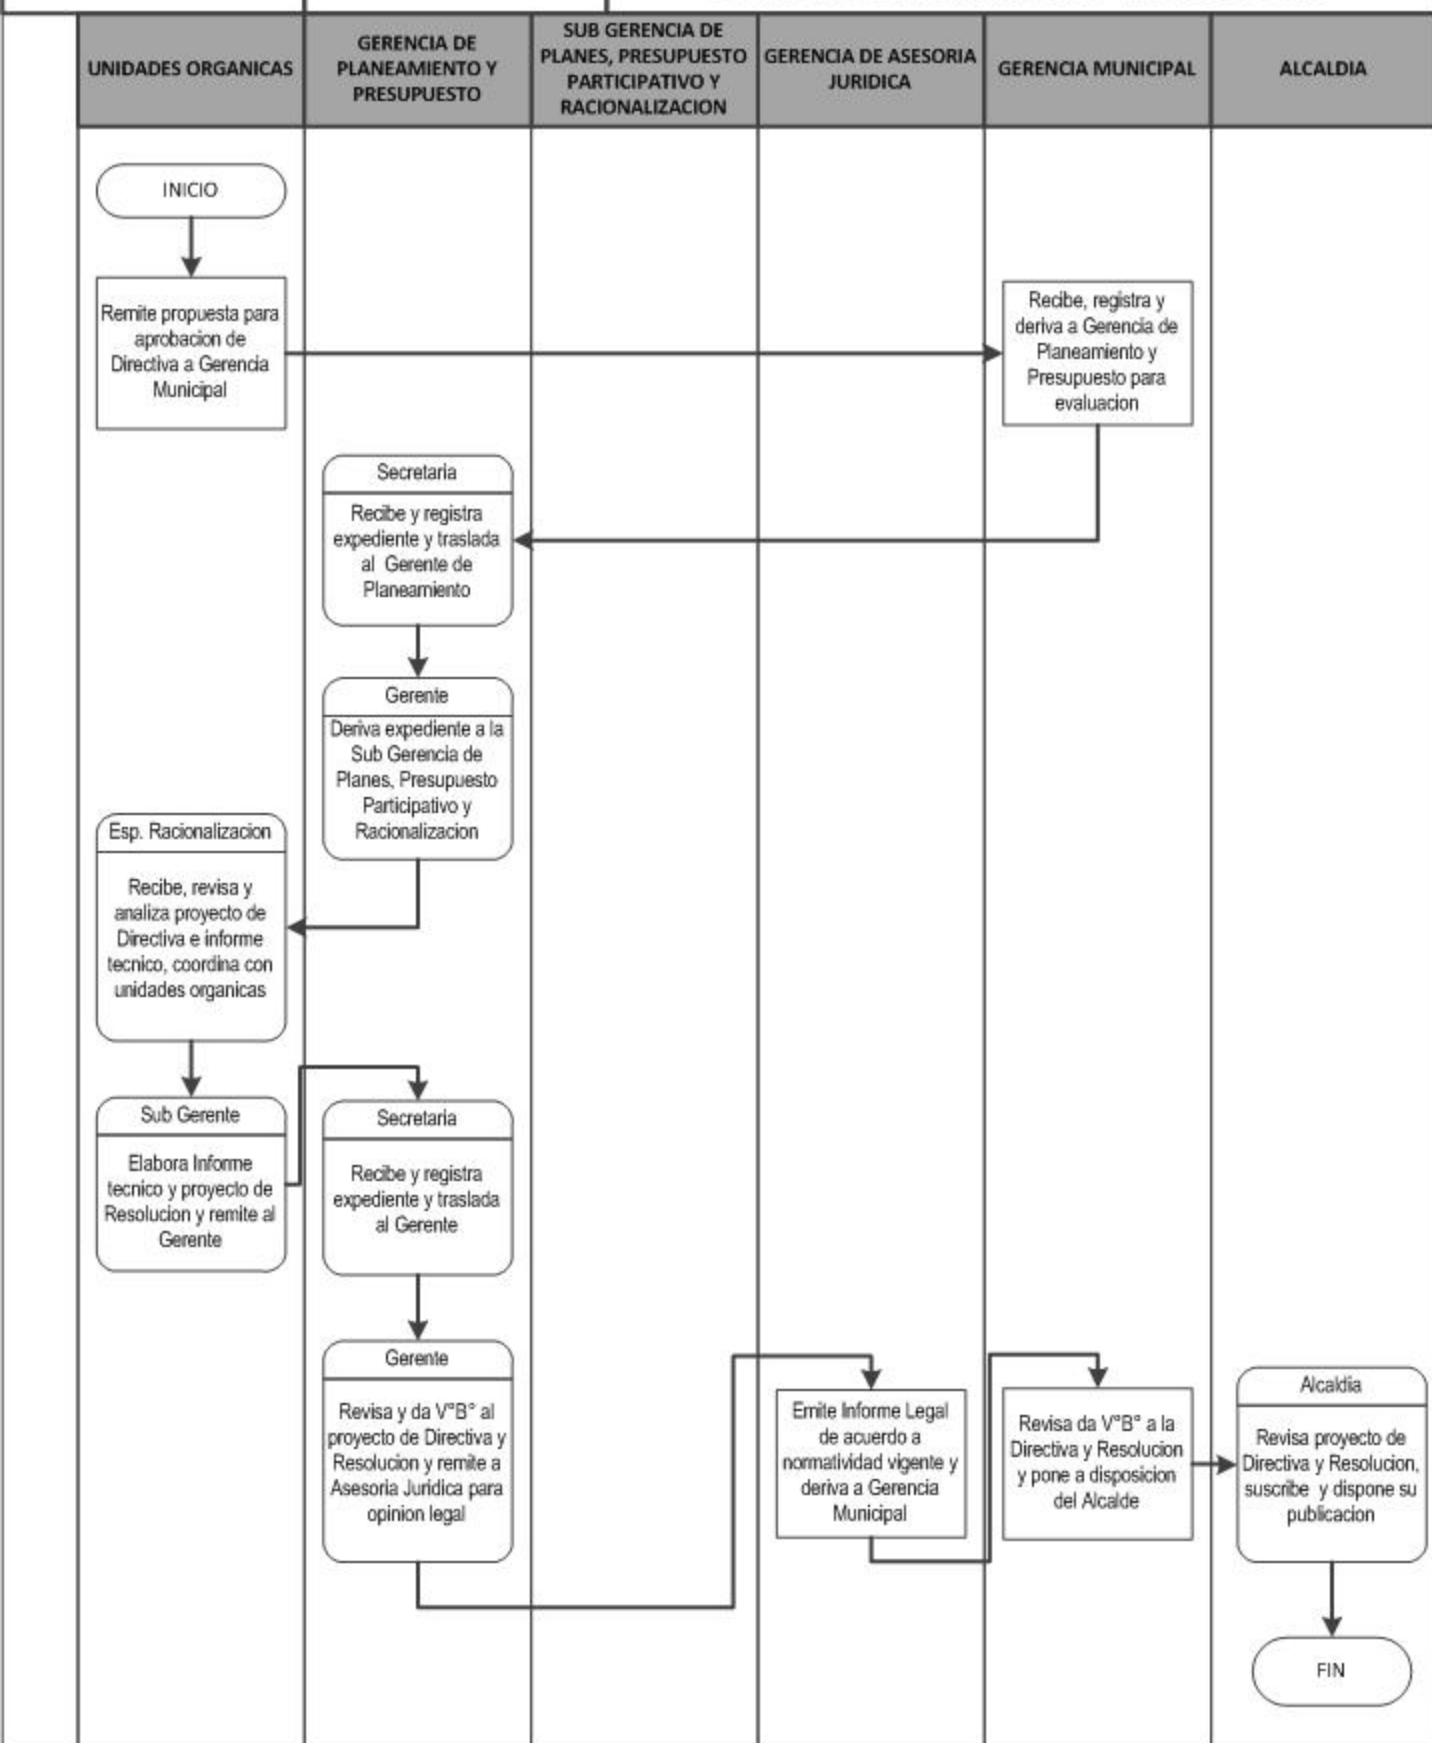 UNIDADES ORGANICAS
GERENCIA DE
PLANEAMIENTO Y
PRESUPUESTO
SUB GERENCIA DE
PLANES, PRESUPUESTO
PARTICIPATIVO Y
RACIONALIZACION
GERENCIA DE ASESORIA
JURIDICA
GERENCIA MUNICIPAL
ALCALDIA
INICIO
Remite propuesta para
aprobacion de
Directiva a Gerencia
Municipal
Recibe, registra y
deriva a Gerencia de
Planeamiento y
Presupuesto para
evaluacion
Secretaria
Recibe y registra
expediente y traslada
al Gerente de
Planeamiento
Gerente
Deriva expediente a la
Sub Gerencia de
Planes, Presupuesto
Participativo y
Racionalizacion
Esp. Racionalizacion
Recibe, revisa y
analiza proyecto de
Directiva e informe
tecnico, coordina con
unidades organicas
Sub Gerente
Elabora Informe
tecnico y proyecto de
Resolucion y remite al
Gerente
Secretaria
Recibe y registra
expediente y traslada
al Gerente
Gerente
Revisa y da V°B° al
proyecto de Directiva y
Resolucion y remite a
Asesoria Juridica para
opinion legal
Emite Informe Legal
de acuerdo a
normatividad vigente y
deriva a Gerencia
Municipal
Revisa da V°B° a la
Directiva y Resolucion
y pone a disposicion
del Alcalde
Alcaldia
Revisa proyecto de
Directiva y Resolucion,
suscribe y dispone su
publicacion
FIN